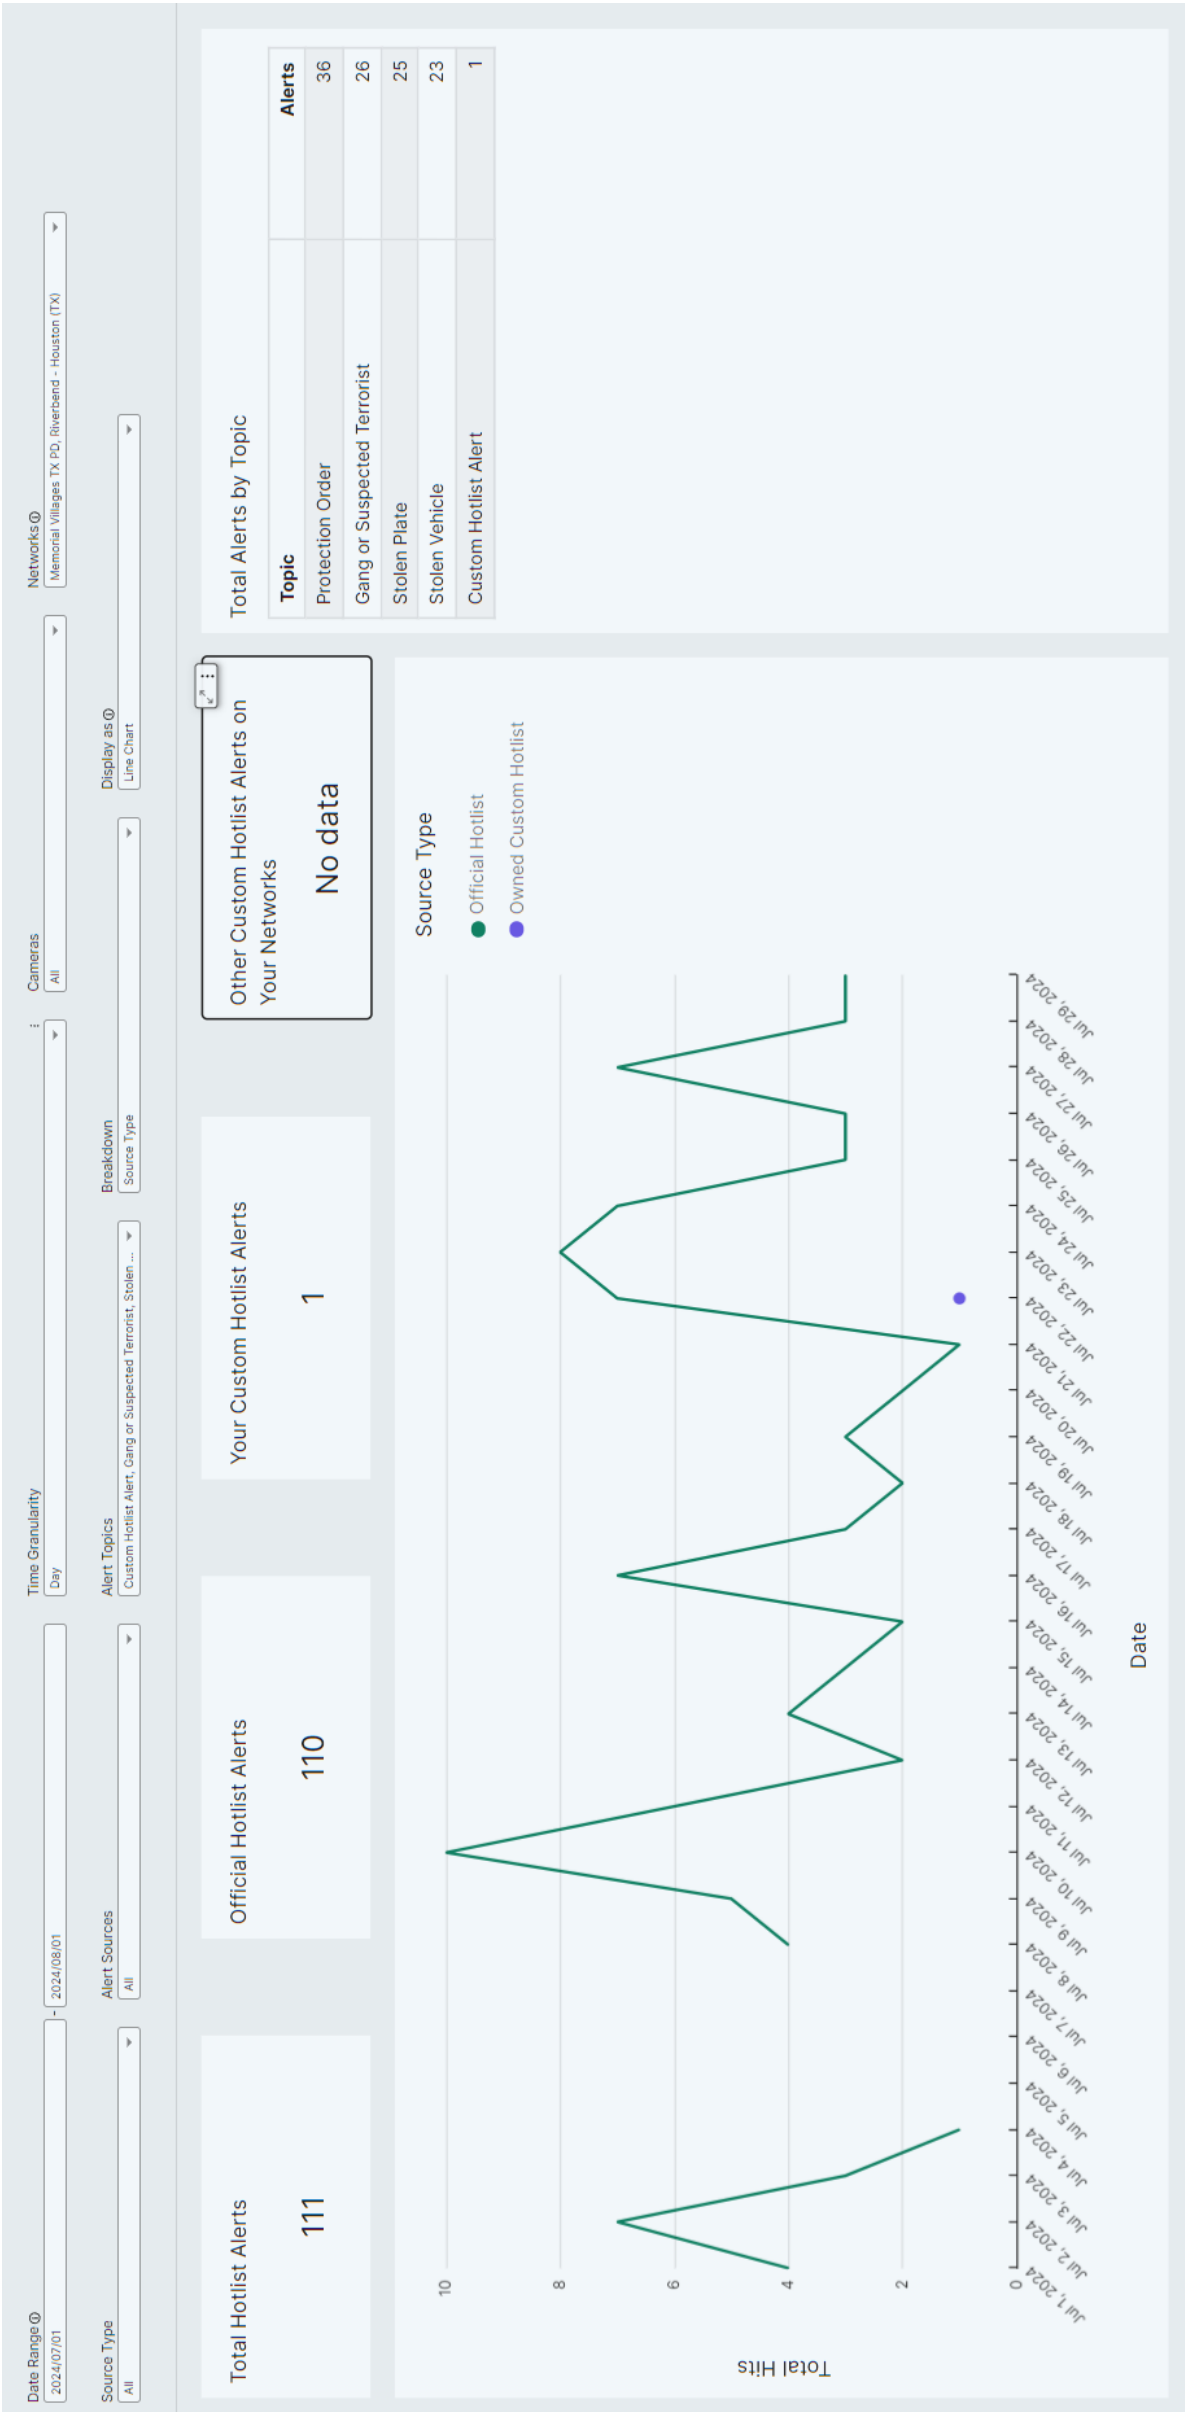 Date Range
2024/07/01 - 2024/08/01
Time Granularity
Day
Cameras
All
Networks
Memorial Villages TX PD, Riverbend - Houston (TX)
Source Type
All
Alert Sources
All
Alert Topics
Custom Hotlist Alert, Gang or Suspected Terrorist, Stolen ...
Breakdown
Source Type
Display as
Line Chart
Total Hotlist Alerts
111
Official Hotlist Alerts
110
Your Custom Hotlist Alerts
1
Other Custom Hotlist Alerts on
Your Networks
No data
Total Alerts by Topic
Topic Alerts
Protection Order 36
Gang or Suspected Terrorist 26
Stolen Plate 25
Stolen Vehicle 23
Custom Hotlist Alert 1
Total Hits
10
8
6
4
2
0
Jul 1, 2024
Jul 2, 2024
Jul 3, 2024
Jul 4, 2024
Jul 5, 2024
Jul 6, 2024
Jul 7, 2024
Jul 8, 2024
Jul 9, 2024
Jul 10, 2024
Jul 11, 2024
Jul 12, 2024
Jul 13, 2024
Jul 14, 2024
Jul 15, 2024
Jul 16, 2024
Jul 17, 2024
Jul 18, 2024
Jul 19, 2024
Jul 20, 2024
Jul 21, 2024
Jul 22, 2024
Jul 23, 2024
Jul 24, 2024
Jul 25, 2024
Jul 26, 2024
Jul 27, 2024
Jul 28, 2024
Jul 29, 2024
Date
Source Type
Official Hotlist
Owned Custom Hotlist